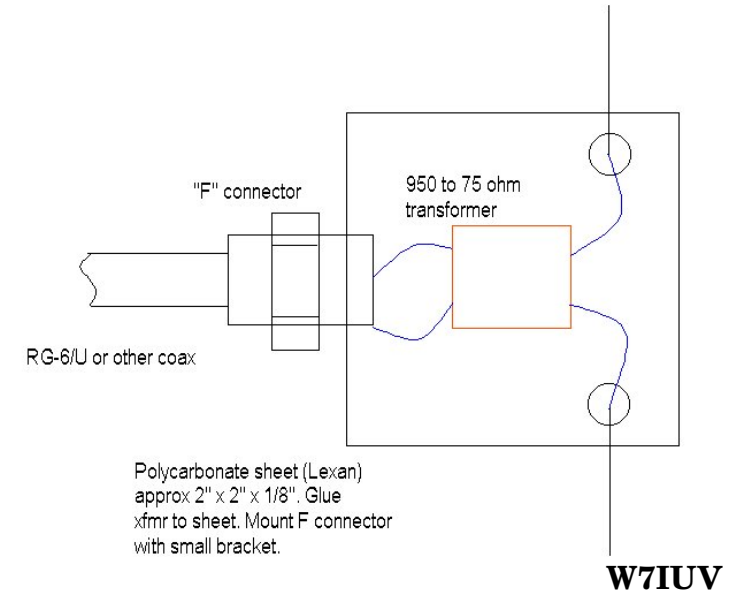 "F" connector
950 to 75 ohm
transformer
RG-6/U or other coax
Polycarbonate sheet (Lexan)
approx 2" x 2" x 1/8". Glue
xfmr to sheet. Mount F connector
with small bracket.
W7IUV